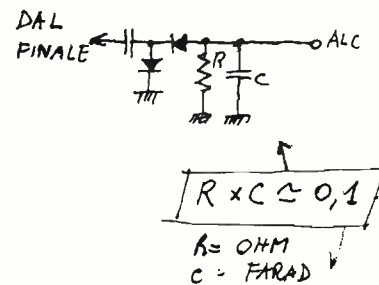 DAL
FINALE
ALC
R
C
R × C ≃ 0,1
R = OHM
C = FARAD